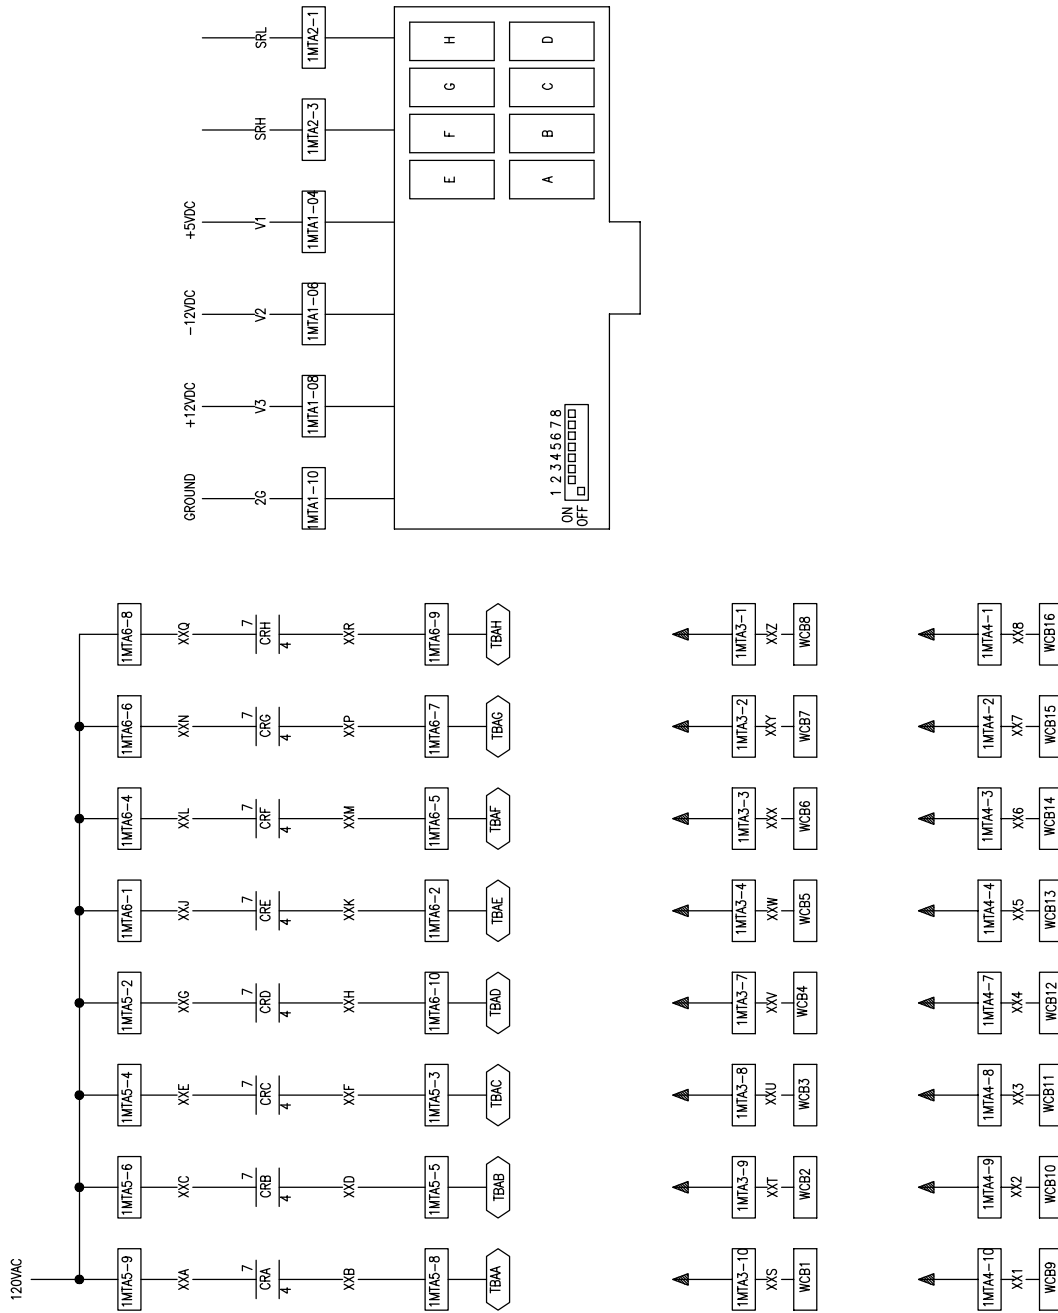 120VAC
1MTA5-9
XXA
7
CRA
4
XXB
1MTA5-8
TBAA
1MTA3-10
XXS
WCB1
1MTA4-10
XX1
WCB9
1MTA5-6
XXC
7
CRB
4
XXD
1MTA5-5
TBAB
1MTA3-9
XXT
WCB2
1MTA4-9
XX2
WCB10
1MTA5-4
XXE
7
CRC
4
XXF
1MTA5-3
TBAC
1MTA3-8
XXU
WCB3
1MTA4-8
XX3
WCB11
1MTA5-2
XXG
7
CRD
4
XXH
1MTA6-10
TBAD
1MTA3-7
XXV
WCB4
1MTA4-7
XX4
WCB12
1MTA6-1
XXJ
7
CRE
4
XXK
1MTA6-2
TBAE
1MTA3-4
XXW
WCB5
1MTA4-4
XX5
WCB13
1MTA6-4
XXL
7
CRF
4
XXM
1MTA6-5
TBAF
1MTA3-3
XXX
WCB6
1MTA4-3
XX6
WCB14
1MTA6-6
XXN
7
CRG
4
XXP
1MTA6-7
TBAG
1MTA3-2
XXY
WCB7
1MTA4-2
XX7
WCB15
1MTA6-8
XXQ
7
CRH
4
XXR
1MTA6-9
TBAH
1MTA3-1
XXZ
WCB8
1MTA4-1
XX8
WCB16
GROUND
2G
1MTA1-10
+12VDC
V3
1MTA1-08
-12VDC
V2
1MTA1-06
+5VDC
V1
1MTA1-04
SRH
1MTA2-3
SRL
1MTA2-1
E
F
G
H
A
B
C
D
1 2 3 4 5 6 7 8
ON
OFF